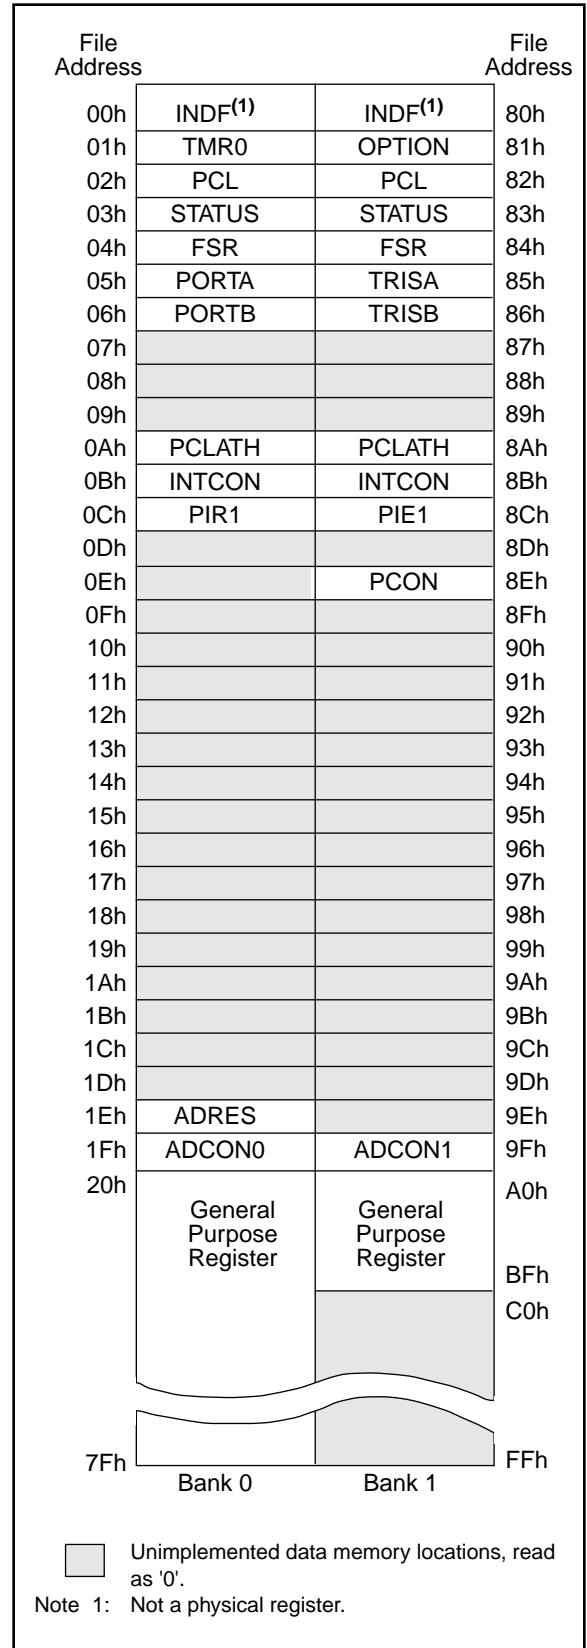 File Address File Address
00h INDF(1) INDF(1) 80h
01h TMR0 OPTION 81h
02h PCL PCL 82h
03h STATUS STATUS 83h
04h FSR FSR 84h
05h PORTA TRISA 85h
06h PORTB TRISB 86h
07h 87h
08h 88h
09h 89h
0Ah PCLATH PCLATH 8Ah
0Bh INTCON INTCON 8Bh
0Ch PIR1 PIE1 8Ch
0Dh 8Dh
0Eh PCON 8Eh
0Fh 8Fh
10h 90h
11h 91h
12h 92h
13h 93h
14h 94h
15h 95h
16h 96h
17h 97h
18h 98h
19h 99h
1Ah 9Ah
1Bh 9Bh
1Ch 9Ch
1Dh 9Dh
1Eh ADRES 9Eh
1Fh ADCON0 ADCON1 9Fh
20h A0h
General General
Purpose Purpose
Register Register
BFh
C0h
7Fh FFh
Bank 0 Bank 1
Unimplemented data memory locations, read
as '0'.
Note 1: Not a physical register.